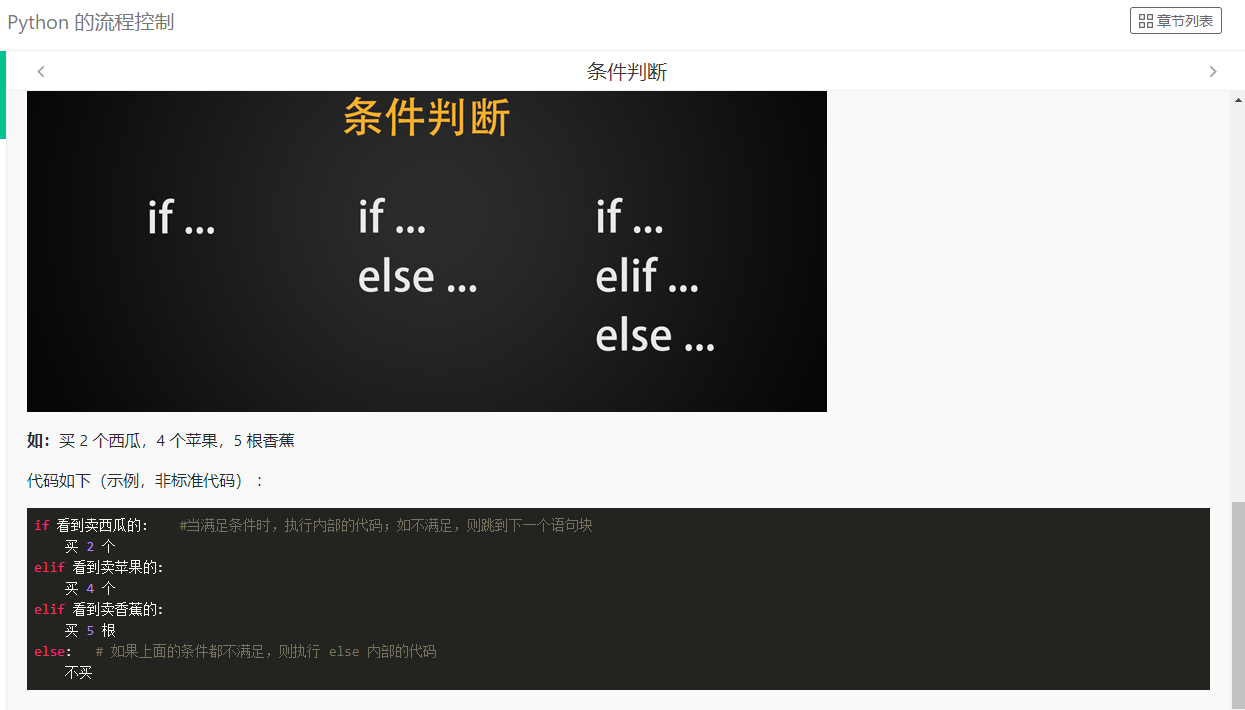 Python 的流程控制
章节列表
条件判断
条件判断
if ... if ... if ...
else ... elif ...
else ...
如：买 2 个西瓜，4 个苹果，5 根香蕉
代码如下（示例，非标准代码）：
if 看到卖西瓜的: #当满足条件时，执行内部的代码；如不满足，则跳到下一个语句块
买 2 个
elif 看到卖苹果的:
买 4 个
elif 看到卖香蕉的:
买 5 根
else: # 如果上面的条件都不满足，则执行 else 内部的代码
不买